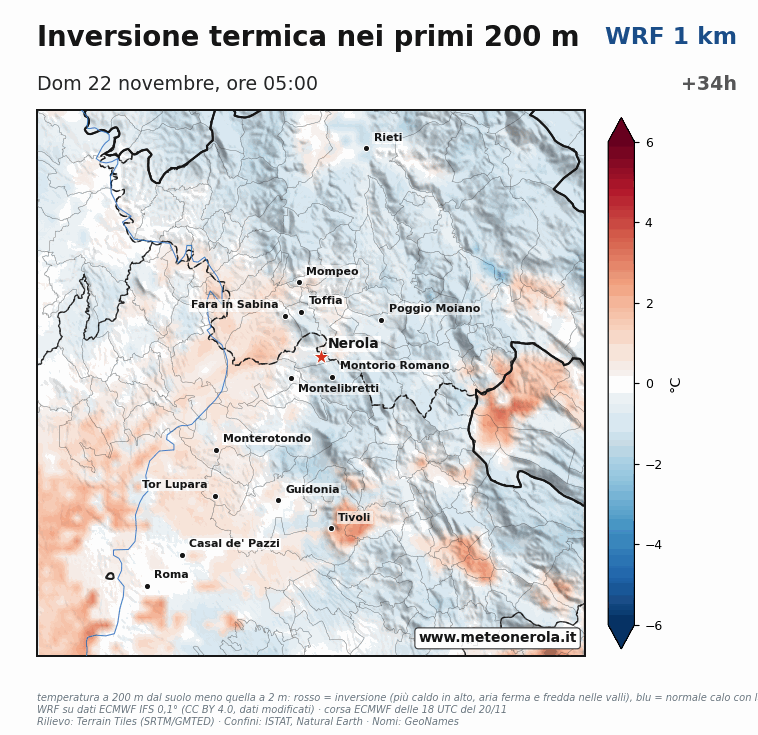 Inversione termica nei primi 200 m WRF 1 km
Dom 22 novembre, ore 05:00 +34h
Rieti
Mompeo
Fara in Sabina
Toffia
Poggio Moiano
Nerola
Montorio Romano
Montelibretti
Monterotondo
Tor Lupara
Guidonia
Tivoli
Casal de' Pazzi
Roma
www.meteonerola.it
6
4
2
0
−2
−4
−6
°C
temperatura a 200 m dal suolo meno quella a 2 m: rosso = inversione (più caldo in alto, aria ferma e fredda nelle valli), blu = normale calo con l
WRF su dati ECMWF IFS 0,1° (CC BY 4.0, dati modificati) · corsa ECMWF delle 18 UTC del 20/11
Rilievo: Terrain Tiles (SRTM/GMTED) · Confini: ISTAT, Natural Earth · Nomi: GeoNames